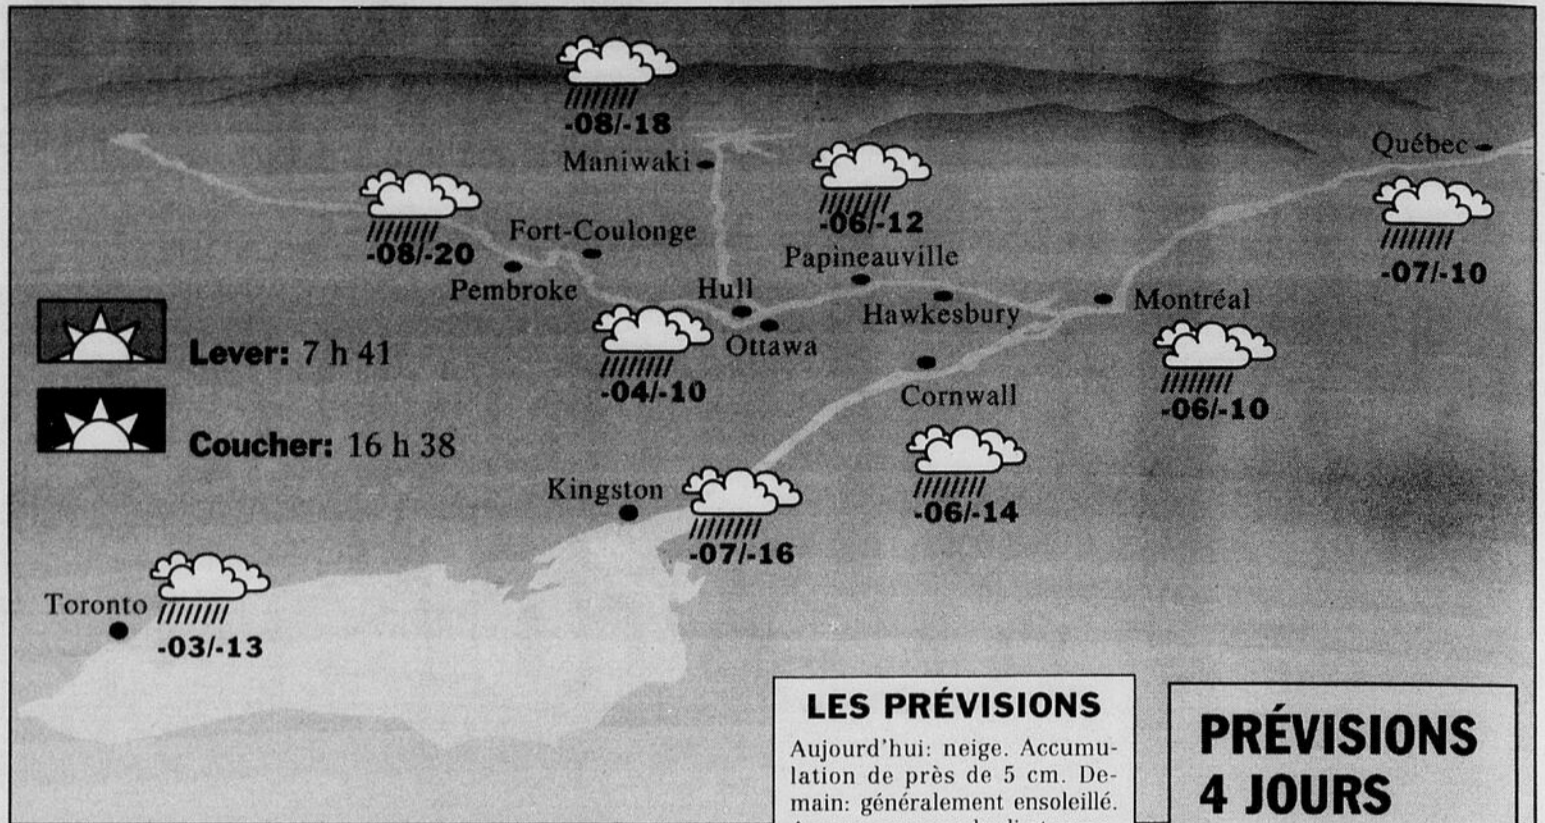 -08/-18
Maniwaki
Québec
-06/-12
-08/-20
Fort-Coulonge
Papineauville
-07/-10
Pembroke
Hull
Hawkesbury
Montréal
Ottawa
Lever: 7 h 41
-04/-10
Cornwall
-06/-10
Coucher: 16 h 38
Kingston
-06/-14
-07/-16
Toronto
-03/-13
LES PRÉVISIONS
Aujourd'hui: neige. Accumu-
lation de près de 5 cm. De-
main: généralement ensoleillé.
PRÉVISIONS
4 JOURS